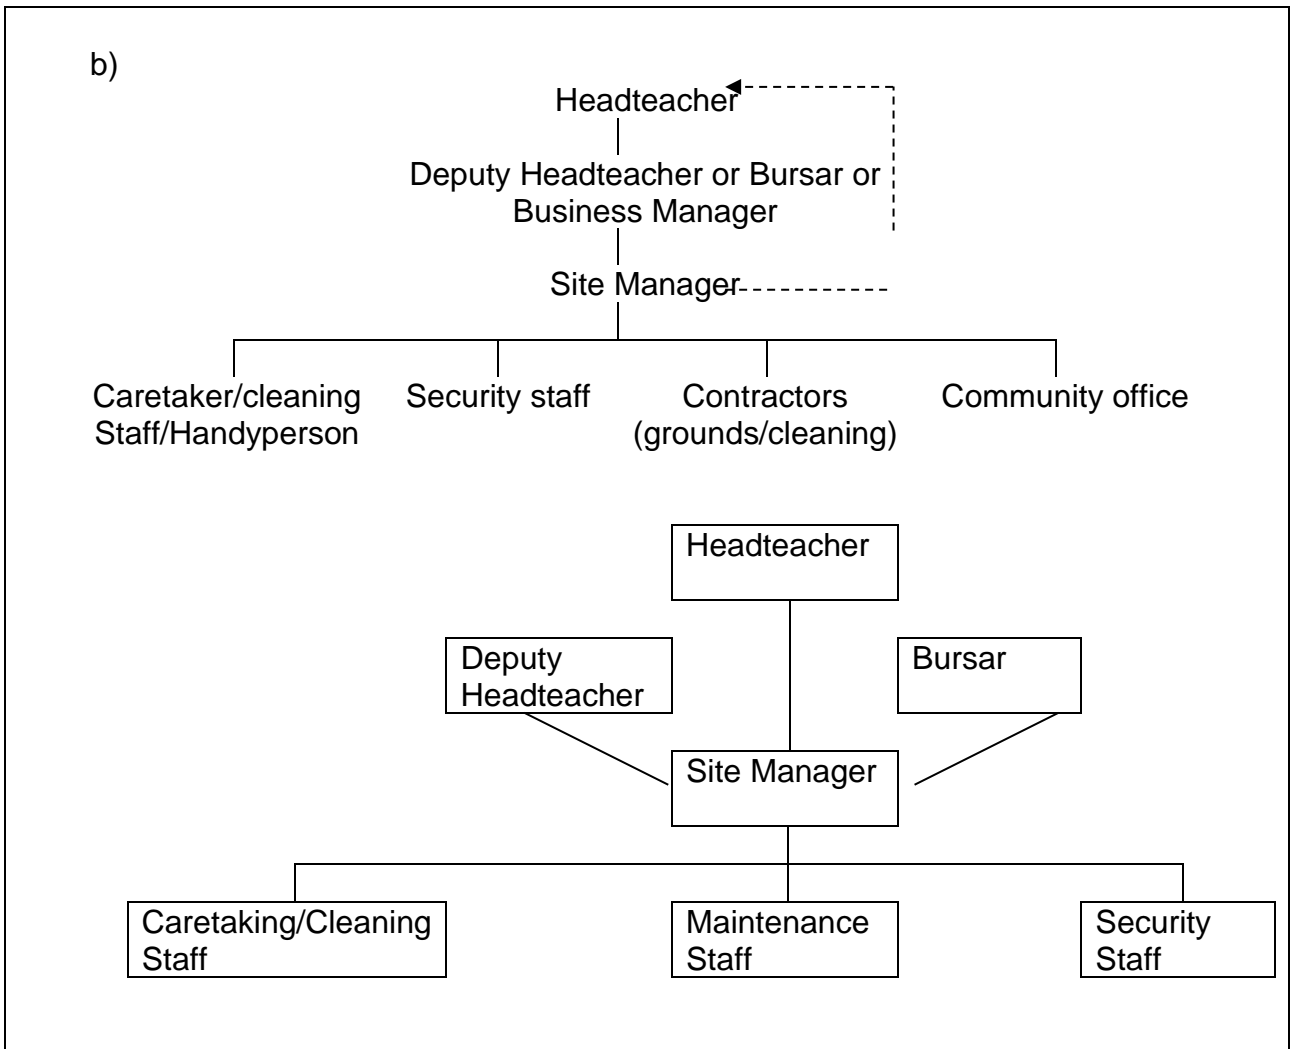 b)
Headteacher
Deputy Headteacher or Bursar or
Business Manager
Site Manager
Caretaker/cleaning
Staff/Handyperson
Security staff
Contractors
(grounds/cleaning)
Community office
Headteacher
Deputy
Headteacher
Bursar
Site Manager
Caretaking/Cleaning
Staff
Maintenance
Staff
Security
Staff